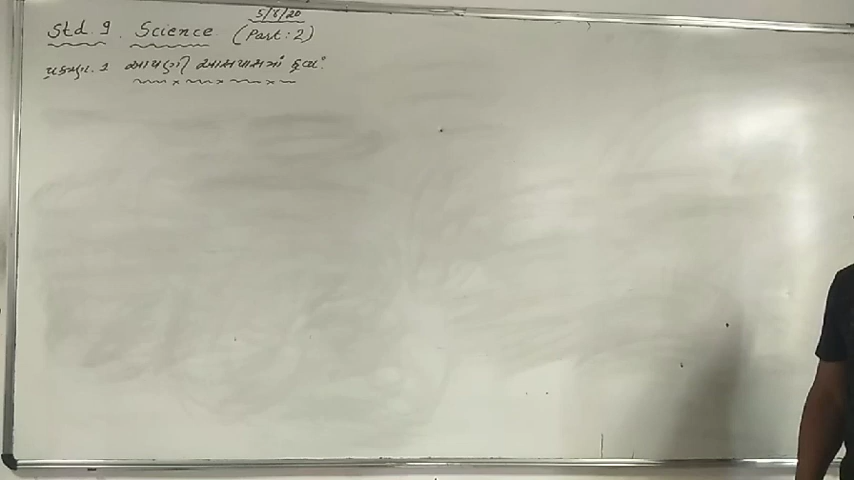 5/8/20
Std. 9. Science (Part: 2)
પ્રકરણ. 1 આપણી આસપાસમાં દ્રવ્ય